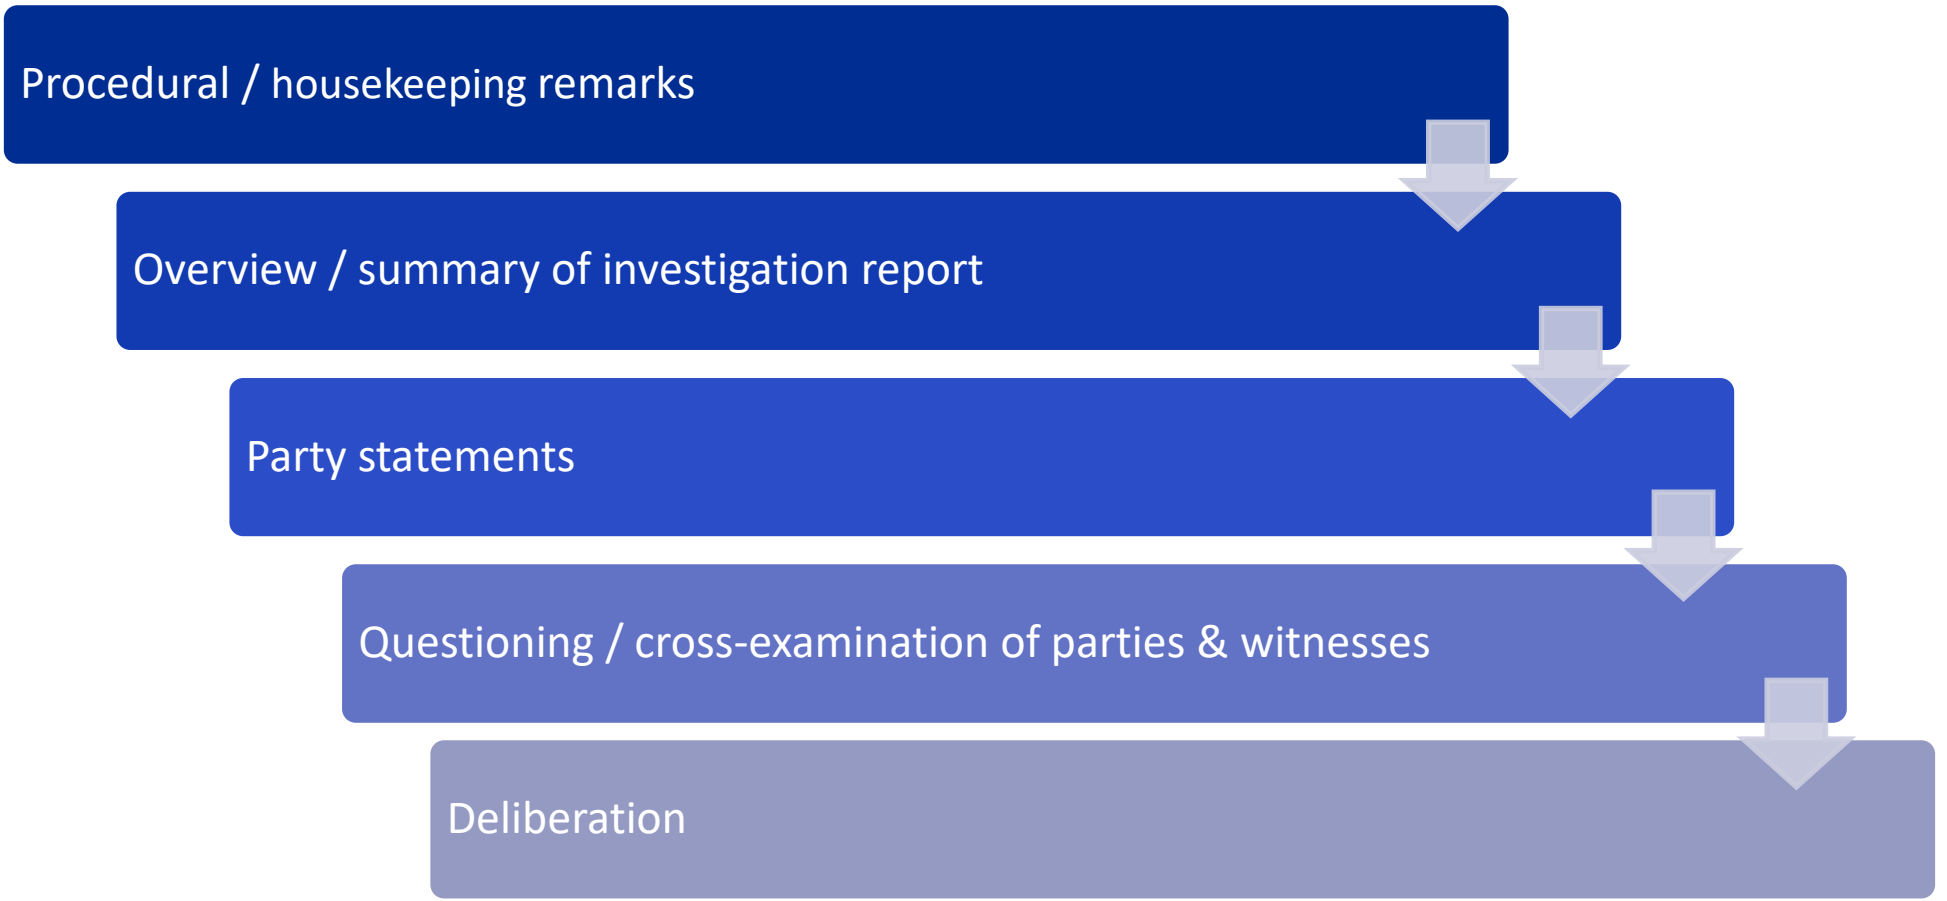 Procedural / housekeeping remarks
Overview / summary of investigation report
Party statements
Questioning / cross-examination of parties & witnesses
Deliberation